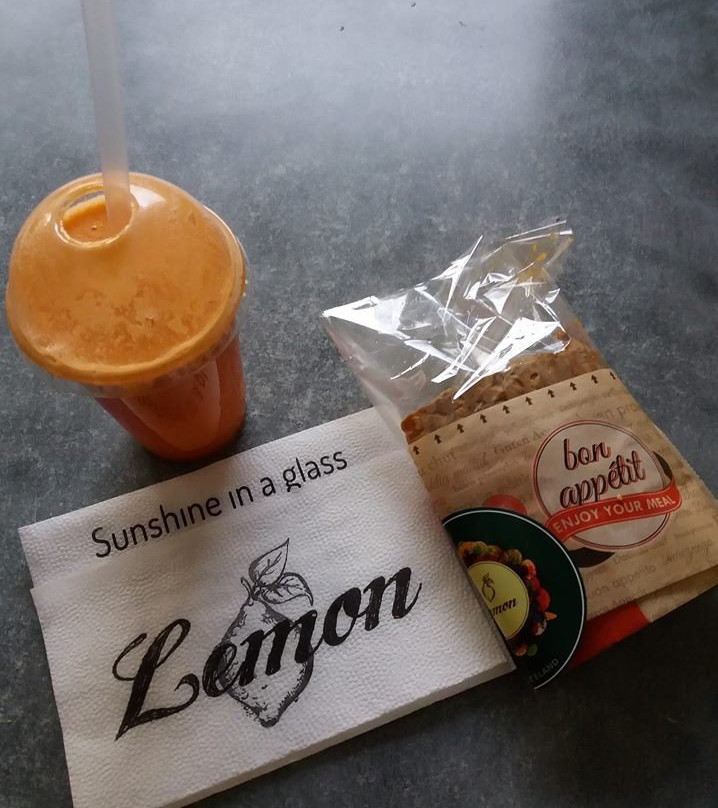 Sunshine in a glass
Lemon
bon
appétit
ENJOY YOUR MEAL